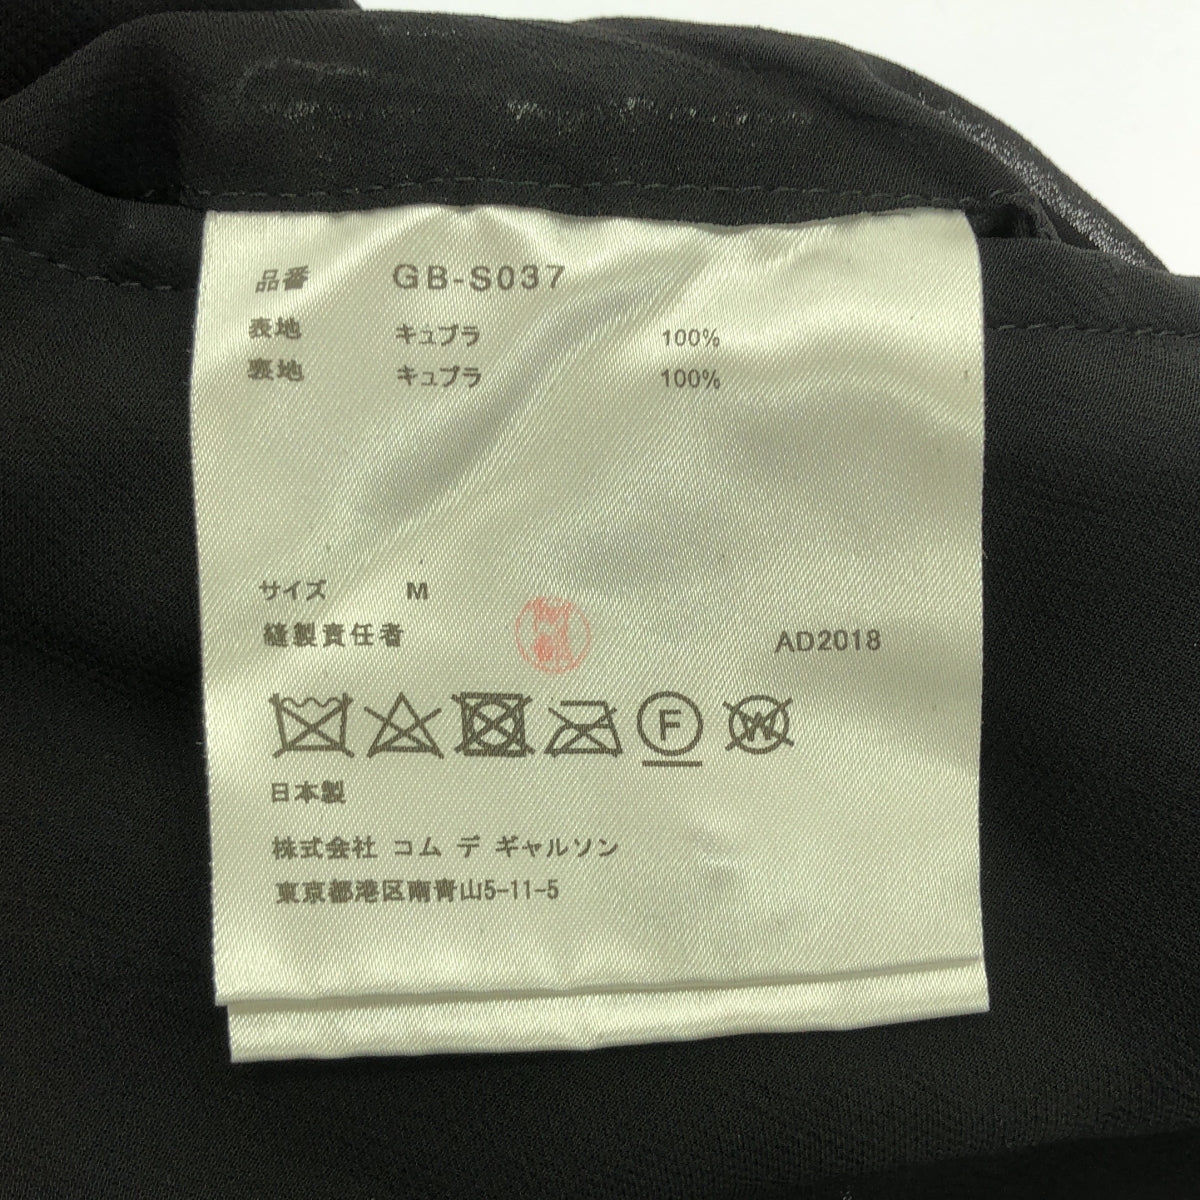 品番 GB-S037
表地 キュプラ 100%
裏地 キュプラ 100%
サイズ M
縫製責任者 AD2018
F W
日本製
株式会社 コム デ ギャルソン
東京都港区南青山5-11-5